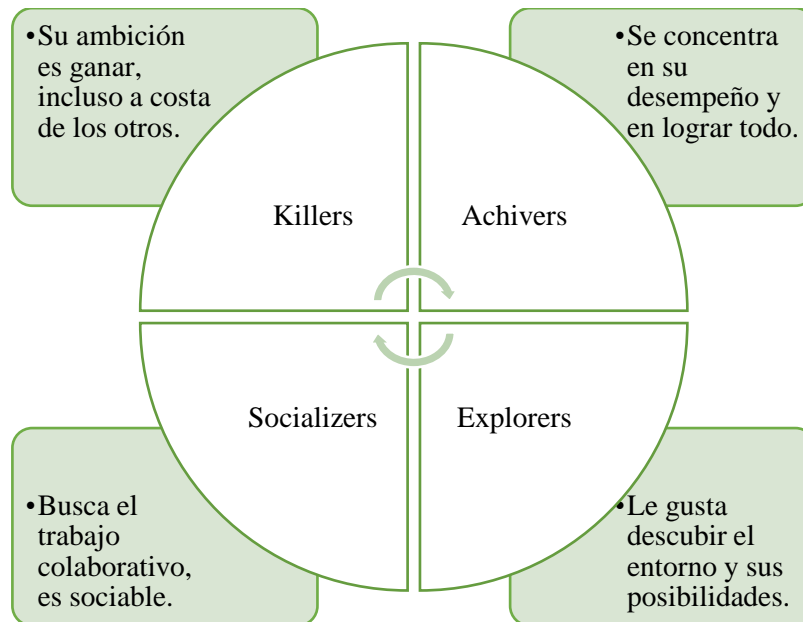 •Su ambición
es ganar,
incluso a costa
de los otros.
•Se concentra
en su
desempeño y
en lograr todo.
Killers
Achivers
Socializers
Explorers
•Busca el
trabajo
colaborativo,
es sociable.
•Le gusta
descubir el
entorno y sus
posibilidades.